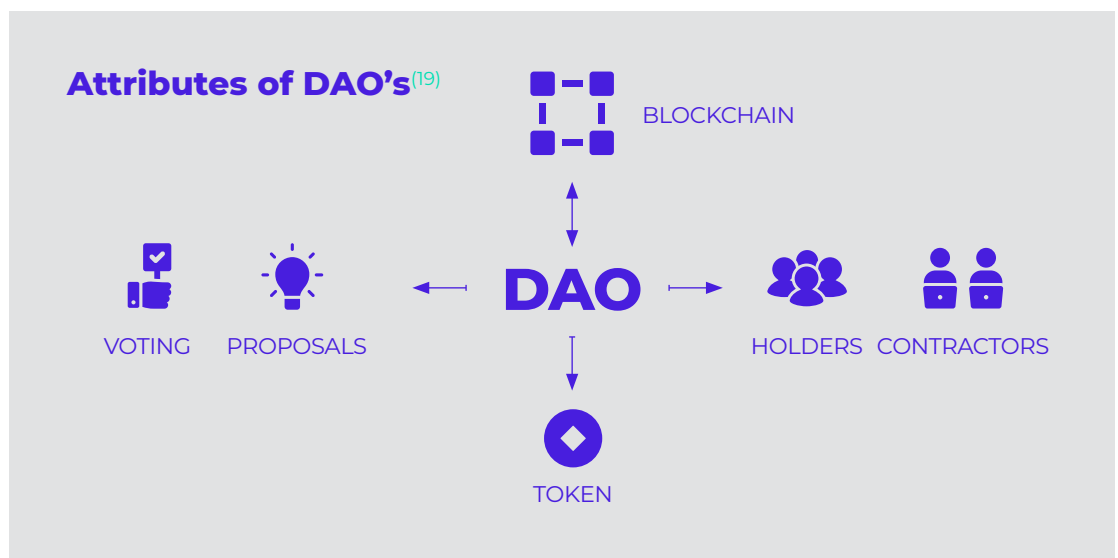 Attributes of DAO’s(19)
BLOCKCHAIN
DAO
VOTING
PROPOSALS
HOLDERS
CONTRACTORS
TOKEN